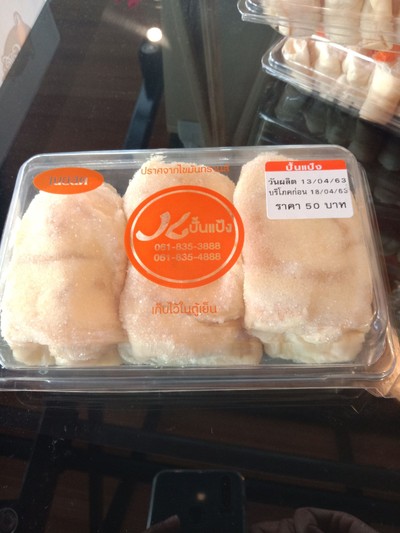 ปราศจากไขมันทรานส์
ปั้นแป้ง
วันผลิต 13/04/63
บริโภคก่อน 18/04/63
ราคา 50 บาท
JL ปั้นแป้ง
061-635-3888
061-635-4888
เก็บไว้ในตู้เย็น